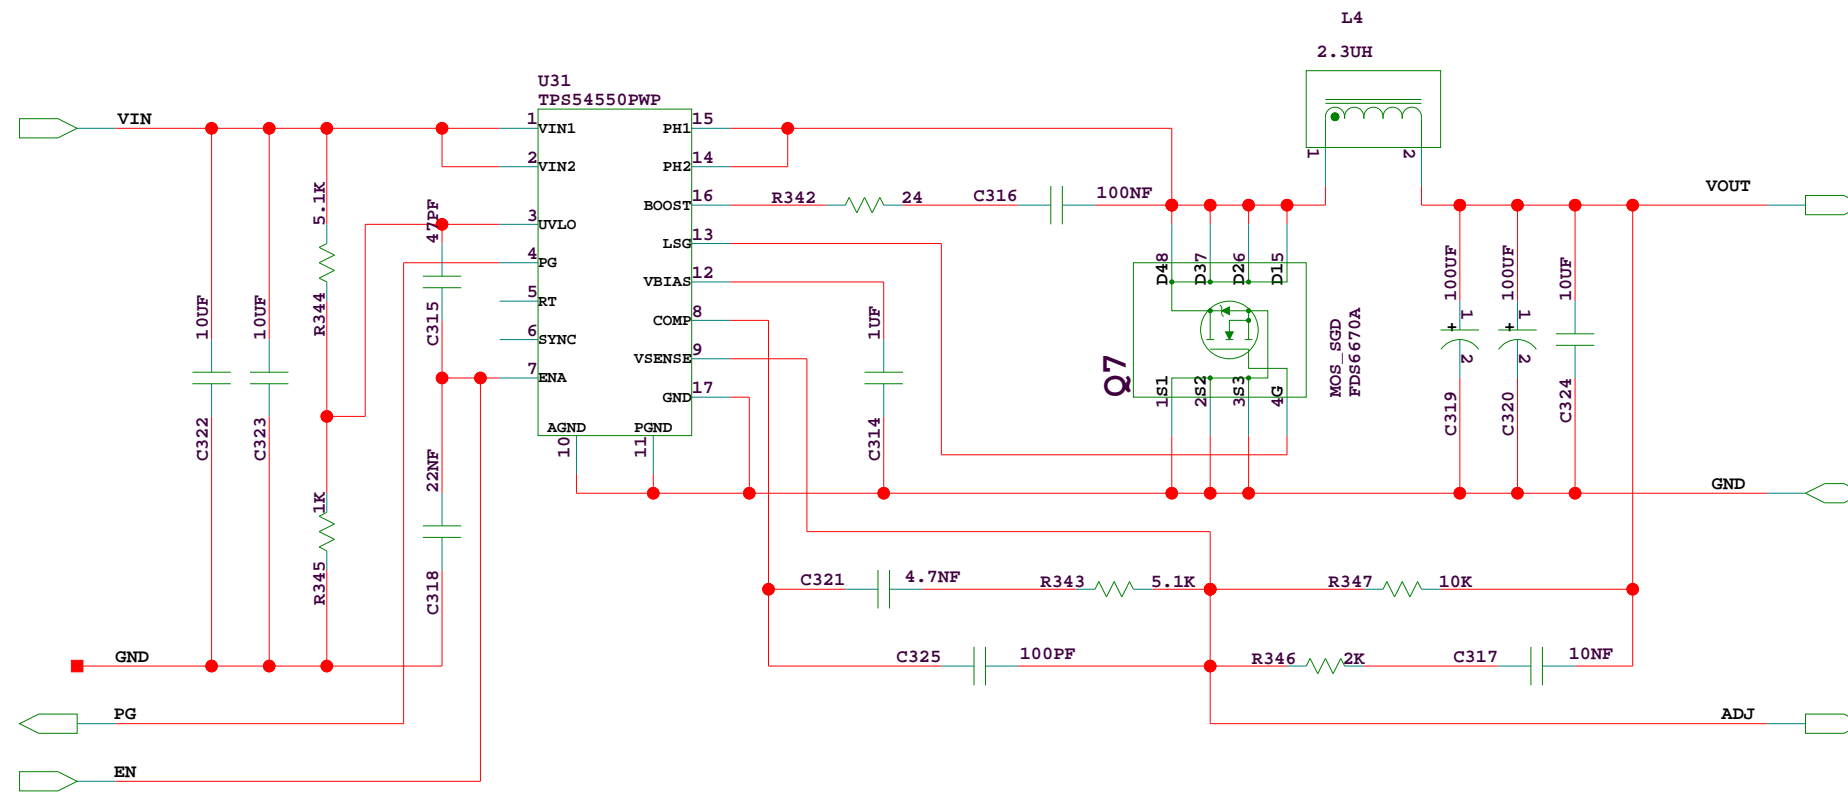 L4
2.3UH
U31
TPS54550PWP
VIN
1
VIN1
PH1
15
2
VIN2
PH2
14
1
2
5.1K
R344
47PF
C315
3
UVLO
BOOST
16
R342
24
C316
100NF
VOUT
4
PG
LSG
13
5
RT
VBIAS
12
6
SYNC
COMP
8
7
ENA
VSENSE
9
GND
17
AGND
PGND
10
11
10UF
C322
10UF
C323
1K
R345
22NF
C318
1UF
C314
D48
D37
D26
D15
Q7
1S1
2S2
3S3
4G
MOS_SGD
FDS6670A
100UF
1
+
2
C319
100UF
1
+
2
C320
10UF
C324
GND
C321
4.7NF
R343
5.1K
R347
10K
GND
C325
100PF
R346
2K
C317
10NF
PG
ADJ
EN